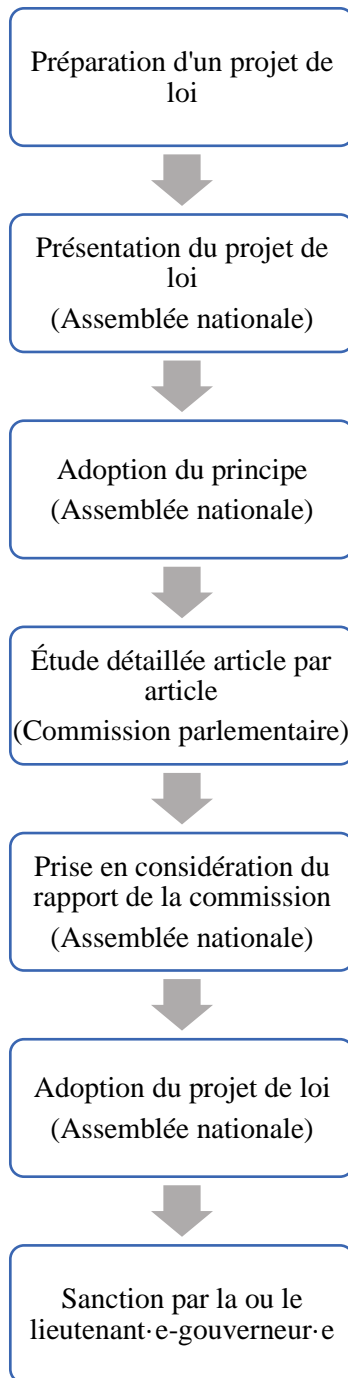 Préparation d'un projet de
loi
Présentation du projet de
loi
(Assemblée nationale)
Adoption du principe
(Assemblée nationale)
Étude détaillée article par
article
(Commission parlementaire)
Prise en considération du
rapport de la commission
(Assemblée nationale)
Adoption du projet de loi
(Assemblée nationale)
Sanction par la ou le
lieutenant·e-gouverneur·e